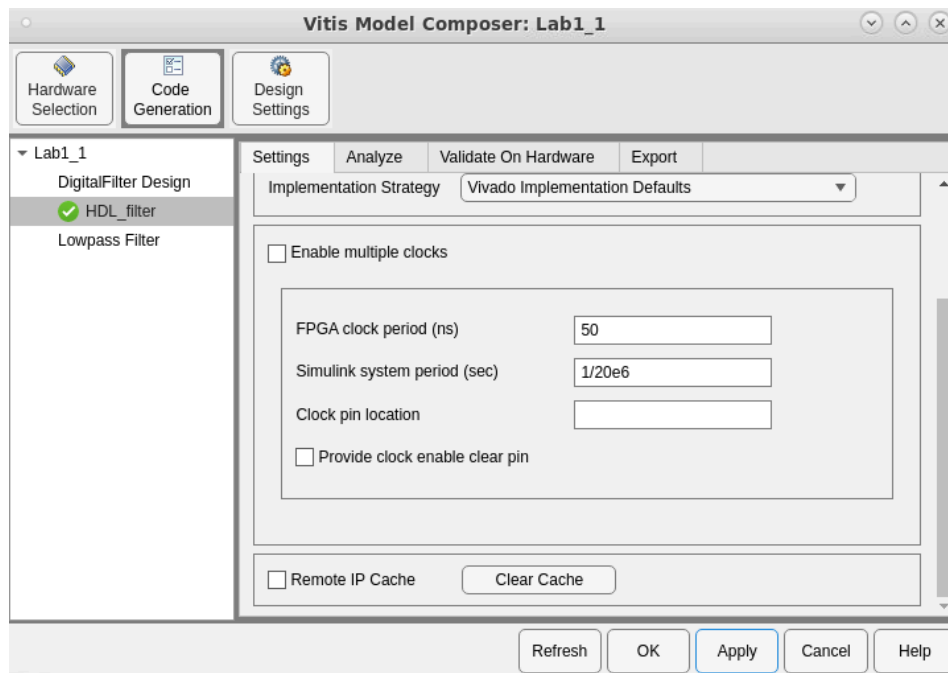 Vitis Model Composer: Lab1_1
Hardware
Selection
Code
Generation
Design
Settings
Lab1_1
DigitalFilter Design
HDL_filter
Lowpass Filter
Settings
Analyze
Validate On Hardware
Export
Implementation Strategy
Vivado Implementation Defaults
Enable multiple clocks
FPGA clock period (ns)
50
Simulink system period (sec)
1/20e6
Clock pin location
Provide clock enable clear pin
Remote IP Cache
Clear Cache
Refresh
OK
Apply
Cancel
Help